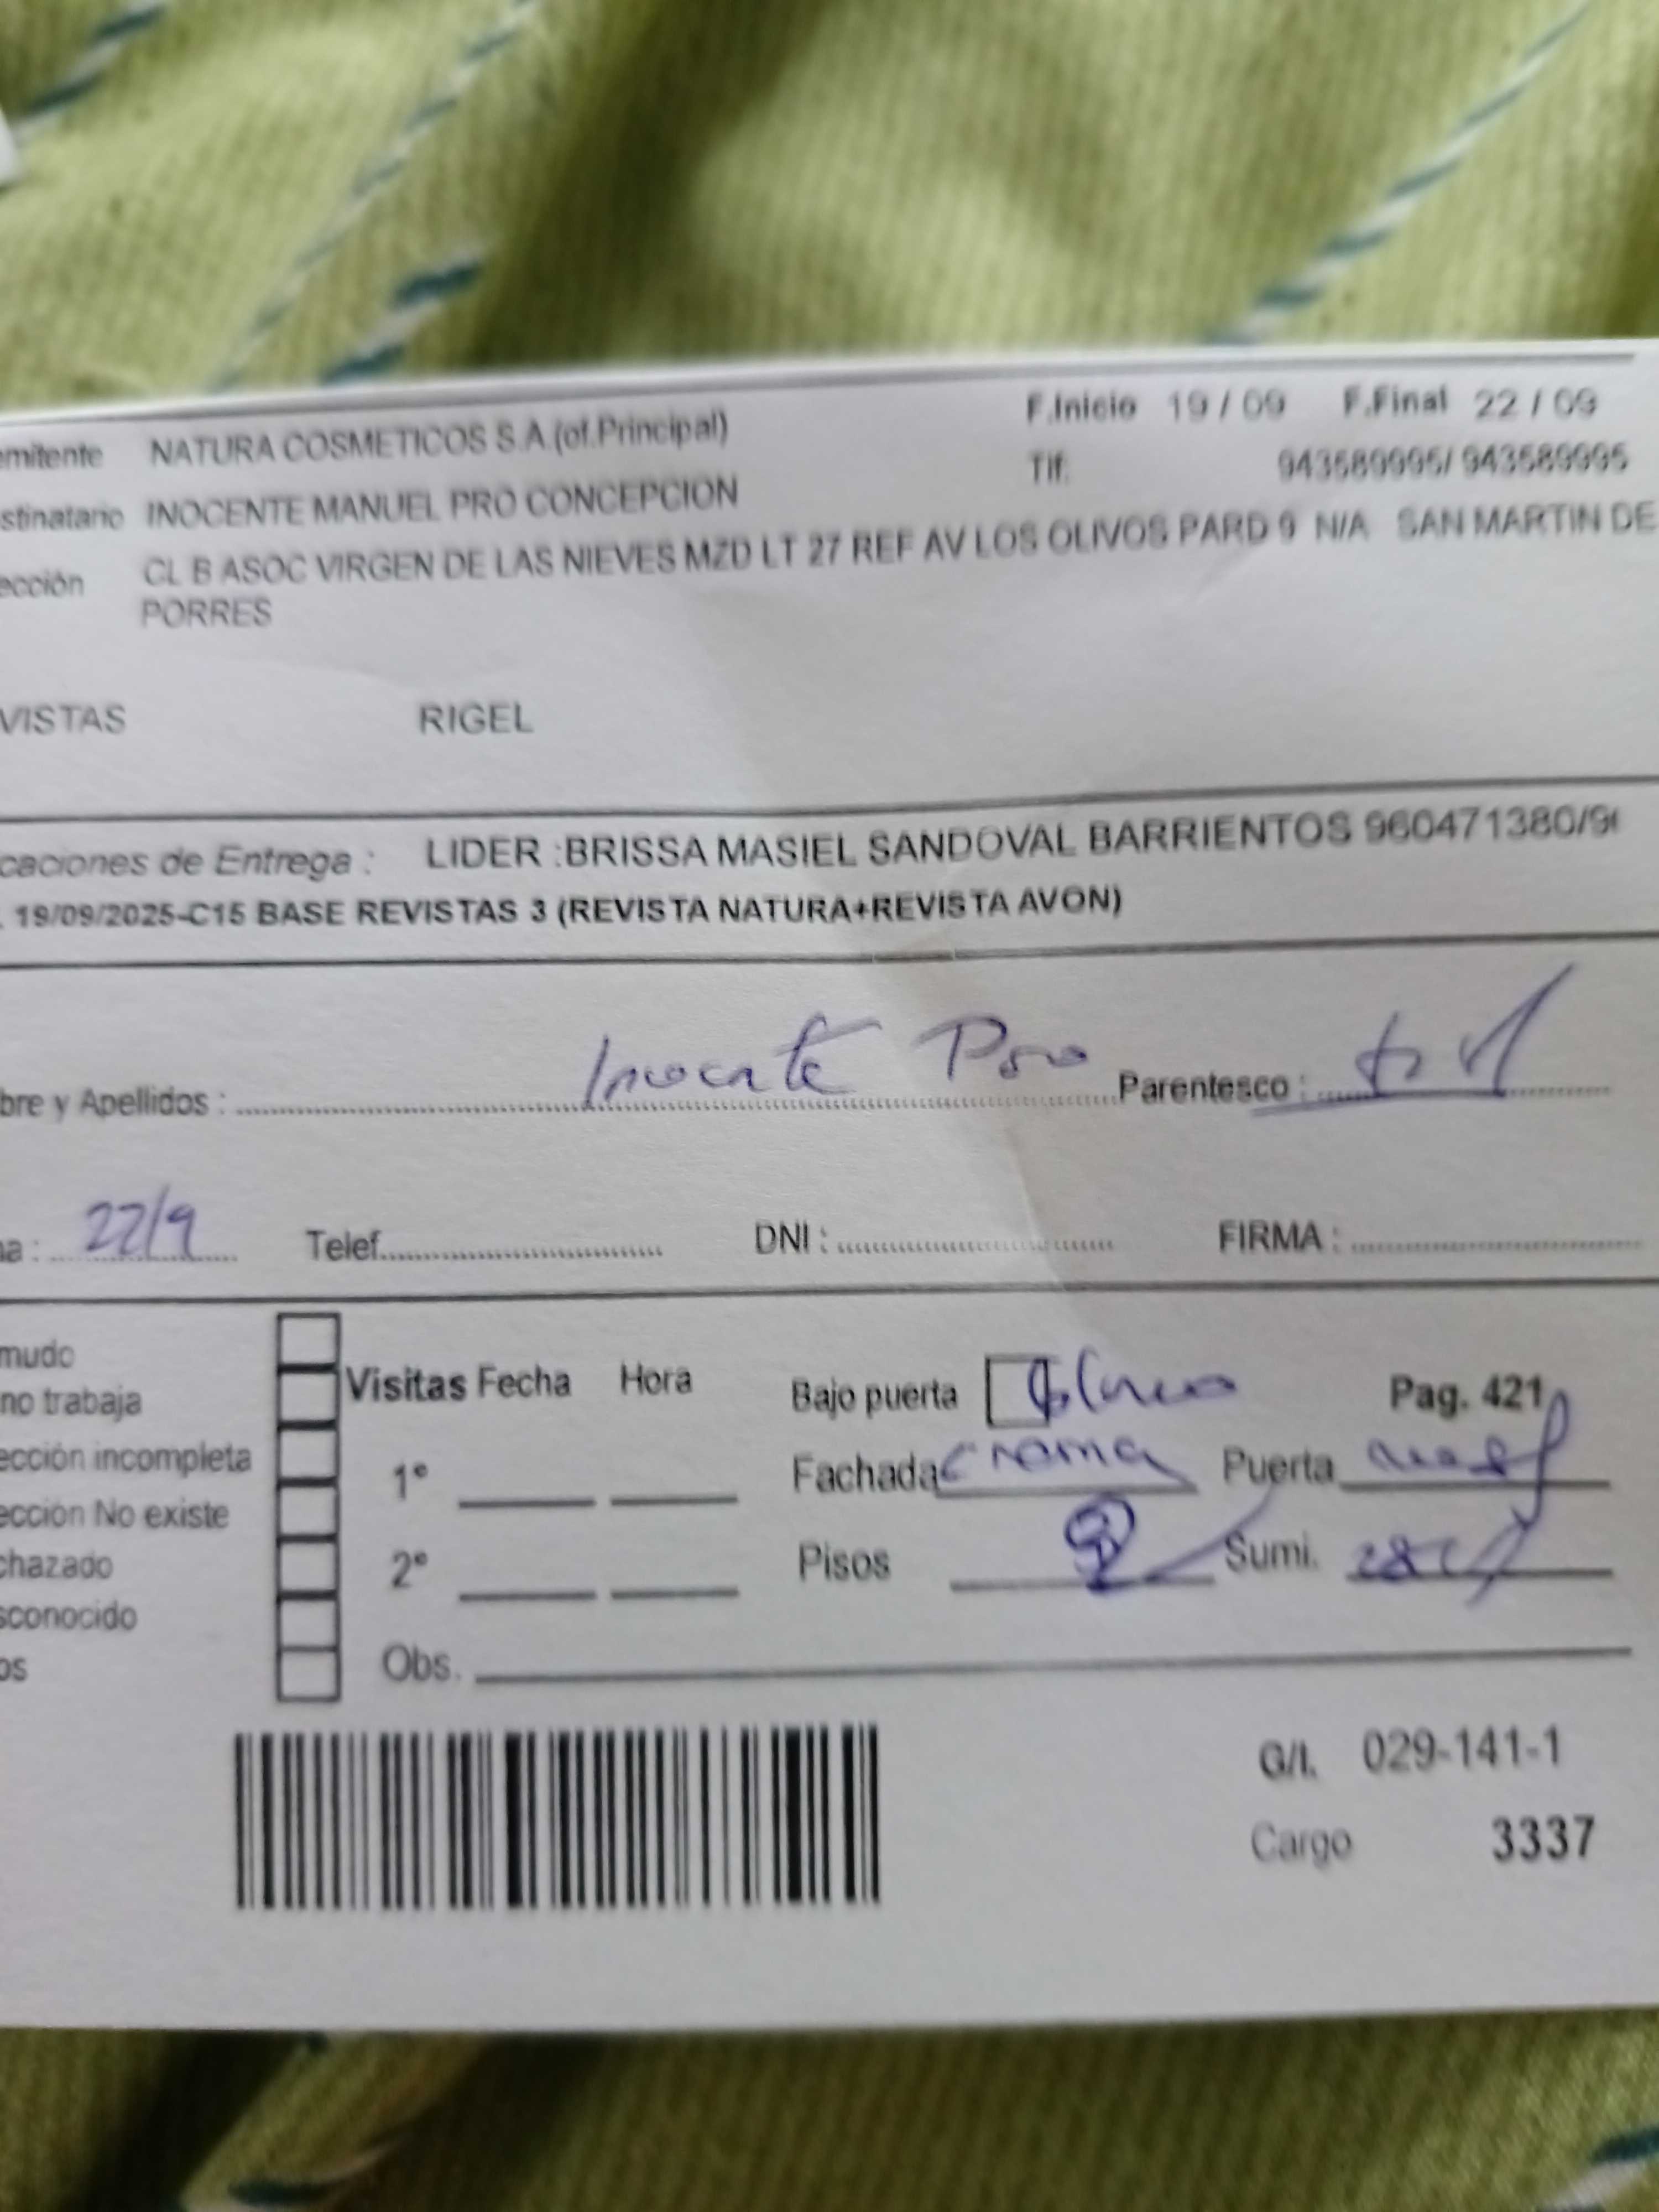 F.Inicio 19 / 09 F.Final 22 / 09
emitente NATURA COSMETICOS S.A.(of.Principal)
Tlf: 943589995/ 943589995
stinatario INOCENTE MANUEL PRO CONCEPCION
ección CL B ASOC VIRGEN DE LAS NIEVES MZD LT 27 REF AV LOS OLIVOS PARD 9 N/A SAN MARTIN DE
PORRES
VISTAS RIGEL
caciones de Entrega : LIDER :BRISSA MASIEL SANDOVAL BARRIENTOS 960471380/9
19/09/2025-C15 BASE REVISTAS 3 (REVISTA NATURA+REVISTA AVON)
bre y Apellidos : Inocente Pro Parentesco :
na : 22/9 Telef. DNI : FIRMA :
mudo
no trabaja
ección incompleta
ección No existe
chazado
sconocido
os
Visitas Fecha Hora
1°
2°
Obs.
Bajo puerta Pag. 421
Fachada crema Puerta
Pisos 2 Sumi.
G/I. 029-141-1
Cargo 3337